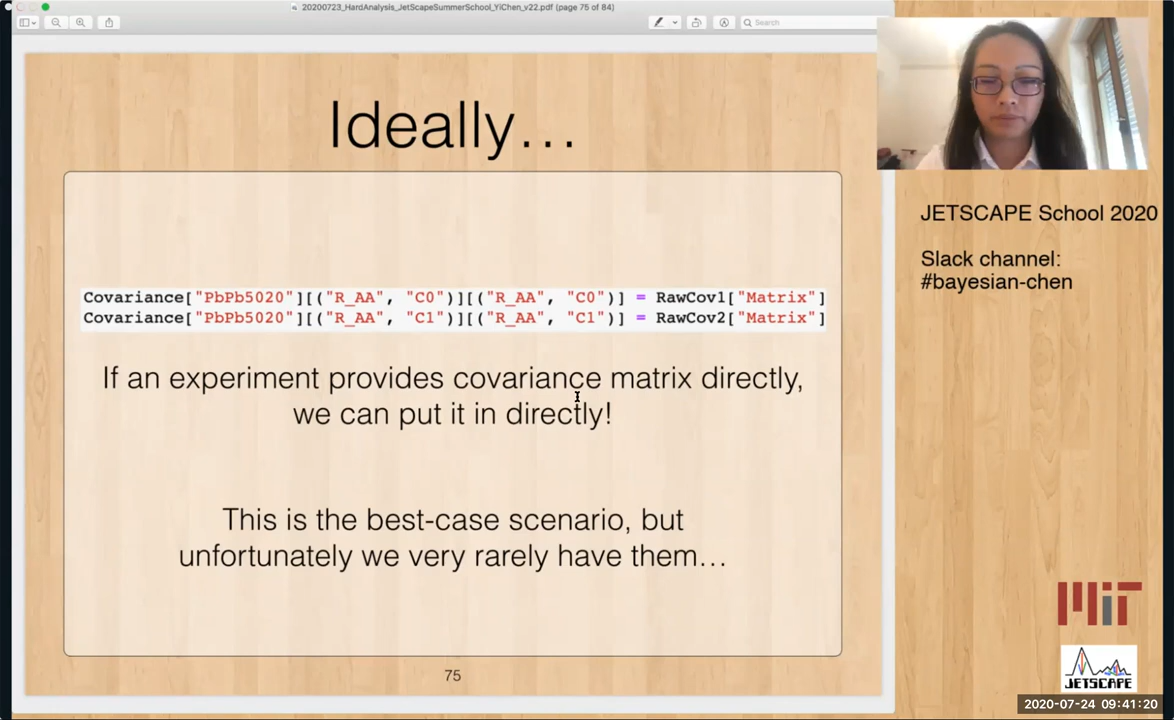 20200723_HardAnalysis_JetScapeSummerSchool_YiChen_v22.pdf (page 75 of 84)
Search
Ideally…
Covariance["PbPb5020"][("R_AA", "C0")][("R_AA", "C0")] = RawCov1["Matrix"]
Covariance["PbPb5020"][("R_AA", "C1")][("R_AA", "C1")] = RawCov2["Matrix"]
If an experiment provides covariance matrix directly,
we can put it in directly!
This is the best-case scenario, but
unfortunately we very rarely have them…
75
JETSCAPE School 2020
Slack channel:
#bayesian-chen
MIT
JETSCAPE
2020-07-24 09:41:20